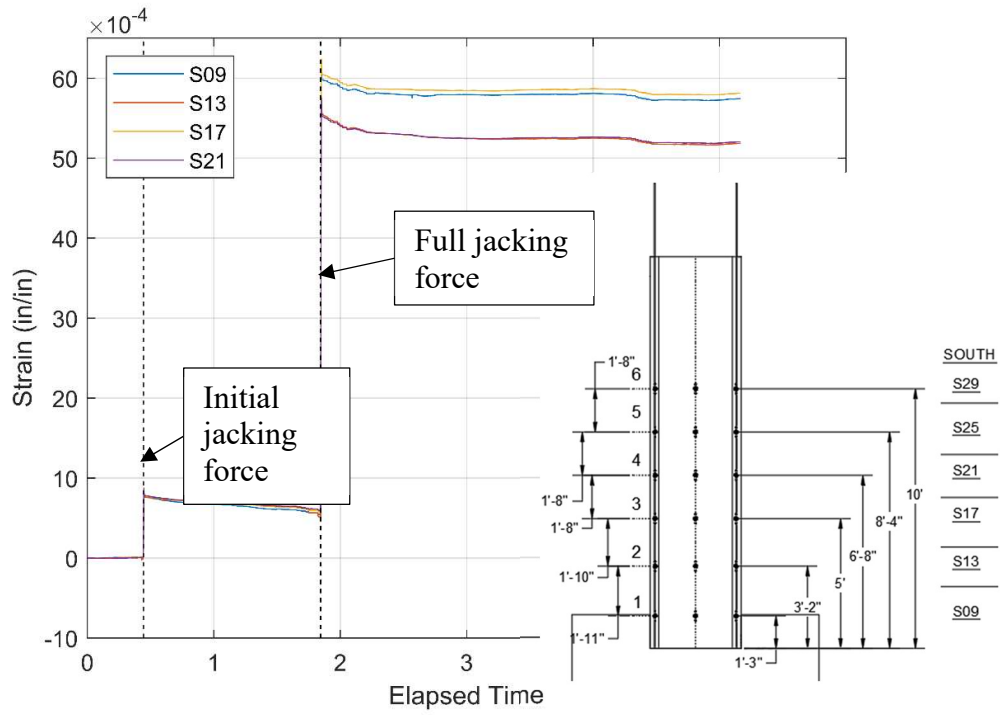 ×10⁻⁴
60
50
40
30
20
10
0
-10
Strain (in/in)
S09
S13
S17
S21
Full jacking
force
Initial
jacking
force
0
1
2
3
Elapsed Time
1'-8"
6
5
4
1'-8"
1'-8"
3
2
1'-10"
1
1'-11"
1'-3"
3'-2"
5'
6'-8"
8'-4"
10'
SOUTH
S29
S25
S21
S17
S13
S09